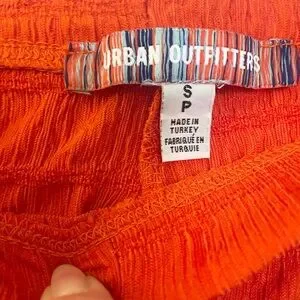 URBAN OUTFITTERS
S
P
MADE IN
TURKEY
FABRIQUÉ EN
TURQUIE